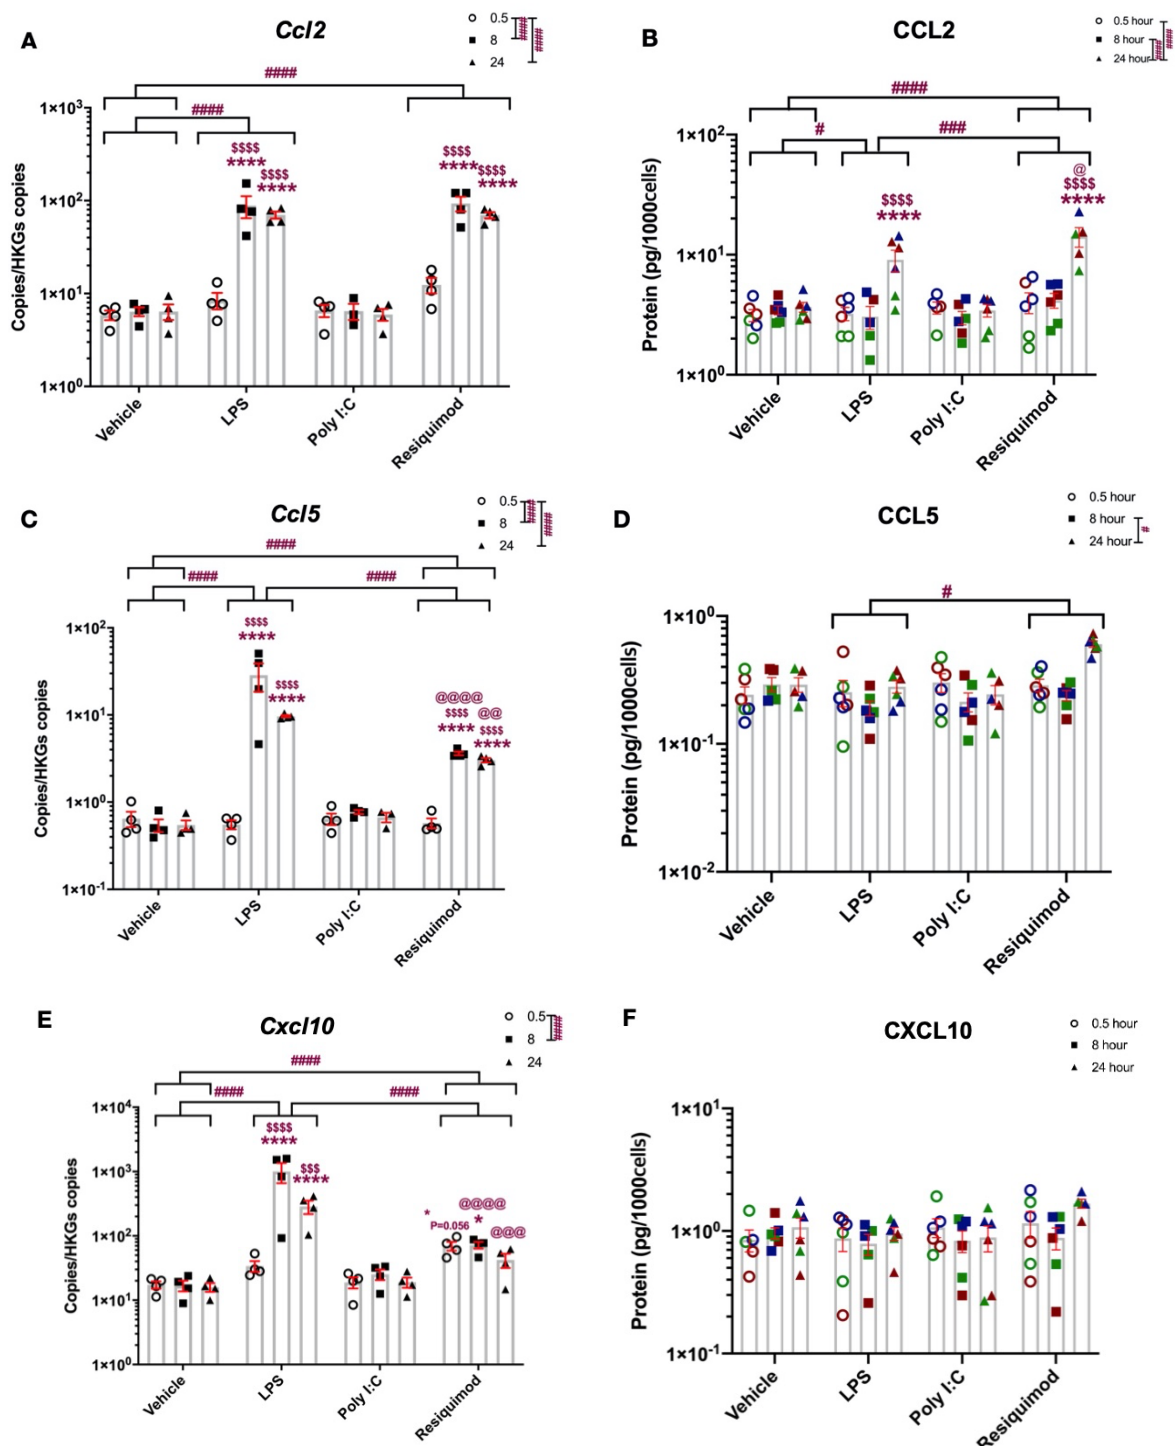 A
Ccl2
0.5
8
24
####
####
####
####
Copies/HKGs copies
1×10³
1×10²
1×10¹
1×10⁰
$$$$
****
$$$$
****
$$$$
****
$$$$
****
Vehicle
LPS
Poly I:C
Resiquimod
B
CCL2
0.5 hour
8 hour
24 hour
####
#
###
Protein (pg/1000cells)
1×10²
1×10¹
1×10⁰
$$$$
****
@
$$$$
****
Vehicle
LPS
Poly I:C
Resiquimod
C
Ccl5
0.5
8
24
####
####
####
####
####
Copies/HKGs copies
1×10²
1×10¹
1×10⁰
1×10⁻¹
$$$$
****
$$$$
****
@@@@
$$$$
****
@@
$$$$
****
Vehicle
LPS
Poly I:C
Resiquimod
D
CCL5
0.5 hour
8 hour
24 hour
#
#
Protein (pg/1000cells)
1×10⁰
1×10⁻¹
1×10⁻²
Vehicle
LPS
Poly I:C
Resiquimod
E
Cxcl10
0.5
8
24
####
####
####
####
Copies/HKGs copies
1×10⁴
1×10³
1×10²
1×10¹
1×10⁰
$$$$
****
$$$
****
*
P=0.056
@@@@
*
@@@
Vehicle
LPS
Poly I:C
Resiquimod
F
CXCL10
0.5 hour
8 hour
24 hour
Protein (pg/1000cells)
1×10¹
1×10⁰
1×10⁻¹
Vehicle
LPS
Poly I:C
Resiquimod